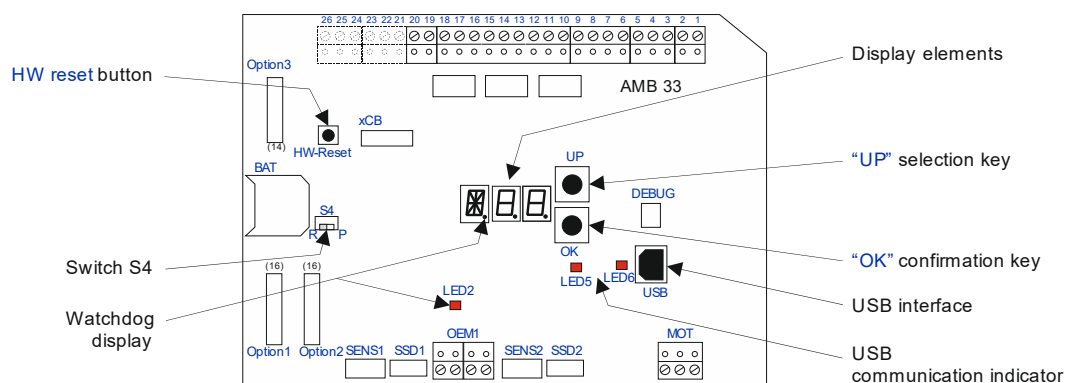 26 25 24 23 22 21 20 19 18 17 16 15 14 13 12 11 10 9 8 7 6 5 4 3 2 1
Option3
HW reset button
Display elements
AMB 33
xCB
(14)
HW-Reset
UP
BAT
"UP" selection key
DEBUG
S4
R P
OK
Switch S4
(16) (16)
"OK" confirmation key
LED5 LED6
USB
LED2
USB interface
Watchdog
display
OEM1
MOT
Option1 Option2 SENS1 SSD1 SENS2 SSD2
USB
communication indicator